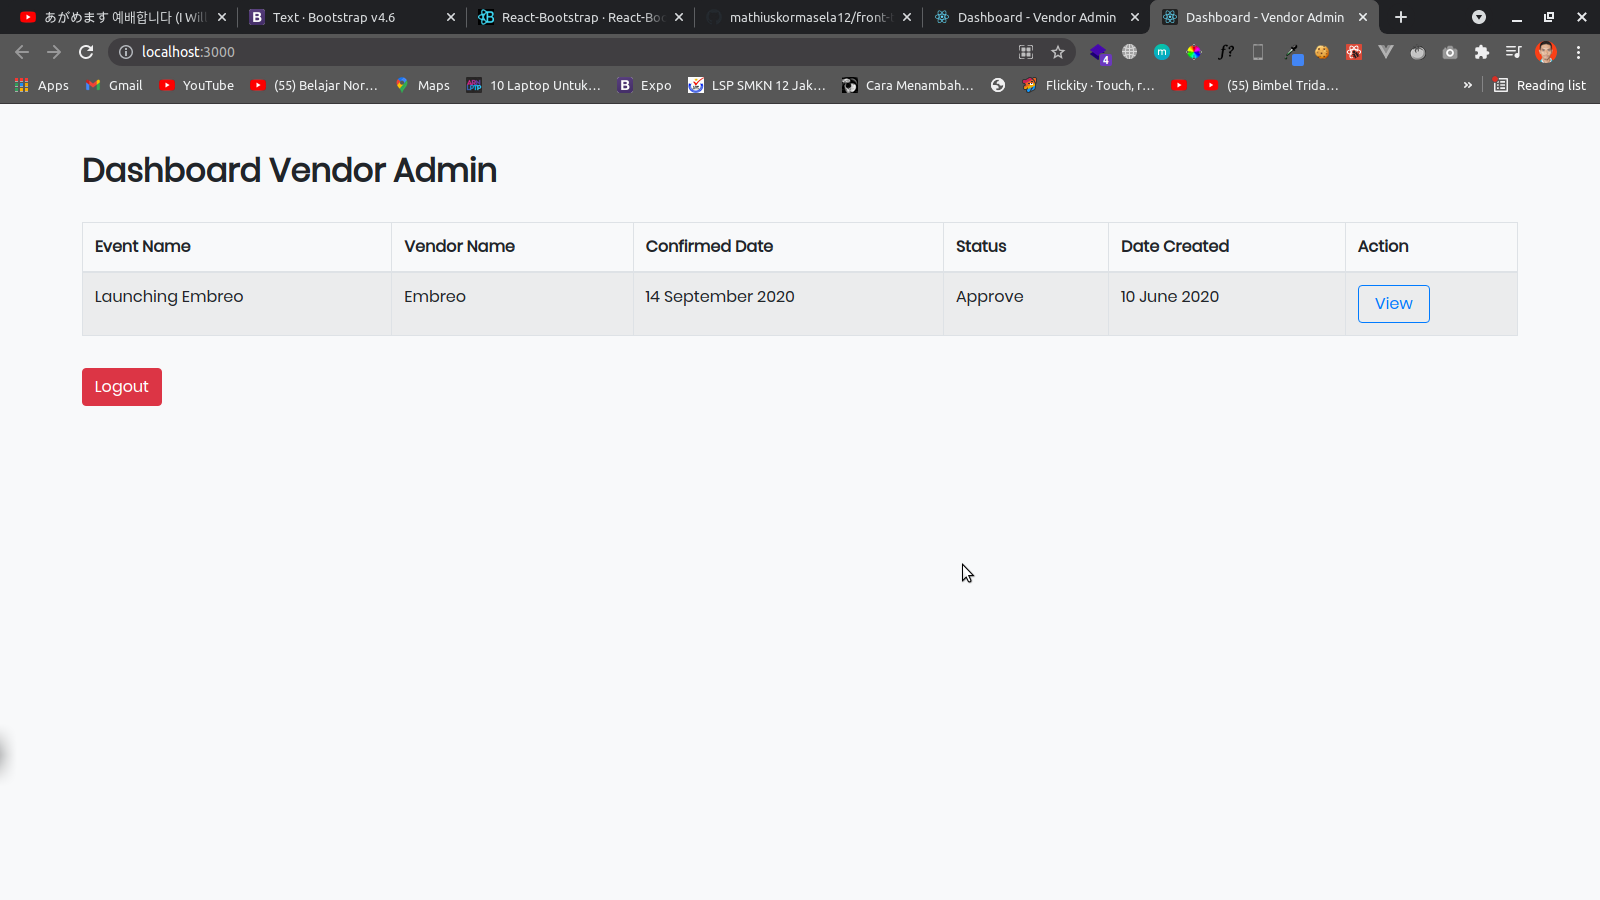 あがめます 예배합니다 (I Will
Text · Bootstrap v4.6
React-Bootstrap · React-Boo
mathiuskormasela12/front-
Dashboard - Vendor Admin
Dashboard - Vendor Admin
localhost:3000
4
m
f?
Apps
Gmail
YouTube
(55) Belajar Nor...
Maps
10 Laptop Untuk...
B Expo
LSP SMKN 12 Jak...
Cara Menambah...
Flickity · Touch, r...
(55) Bimbel Trida...
»
Reading list
Dashboard Vendor Admin
Event Name Vendor Name Confirmed Date Status Date Created Action
Launching Embreo Embreo 14 September 2020 Approve 10 June 2020 View
Logout